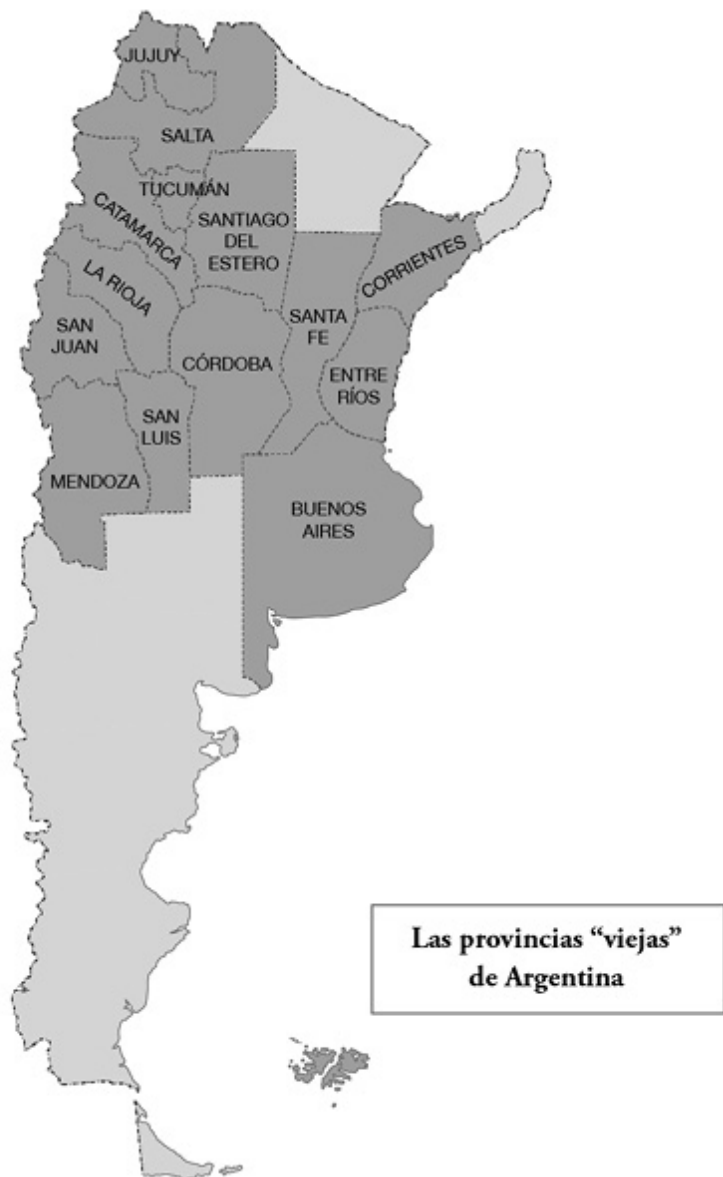 JUJUY
SALTA
TUCUMÁN
CATAMARCA
SANTIAGO
DEL
ESTERO
CORRIENTES
LA RIOJA
SANTA
FE
SAN
JUAN
CÓRDOBA
ENTRE
RÍOS
SAN
LUIS
MENDOZA
BUENOS
AIRES
Las provincias “viejas”
de Argentina